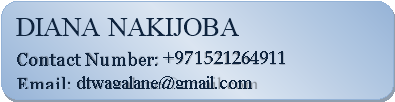 DIANA NAKIJOBA
Contact Number: +971521264911
Email: dtwagalane@gmail.com